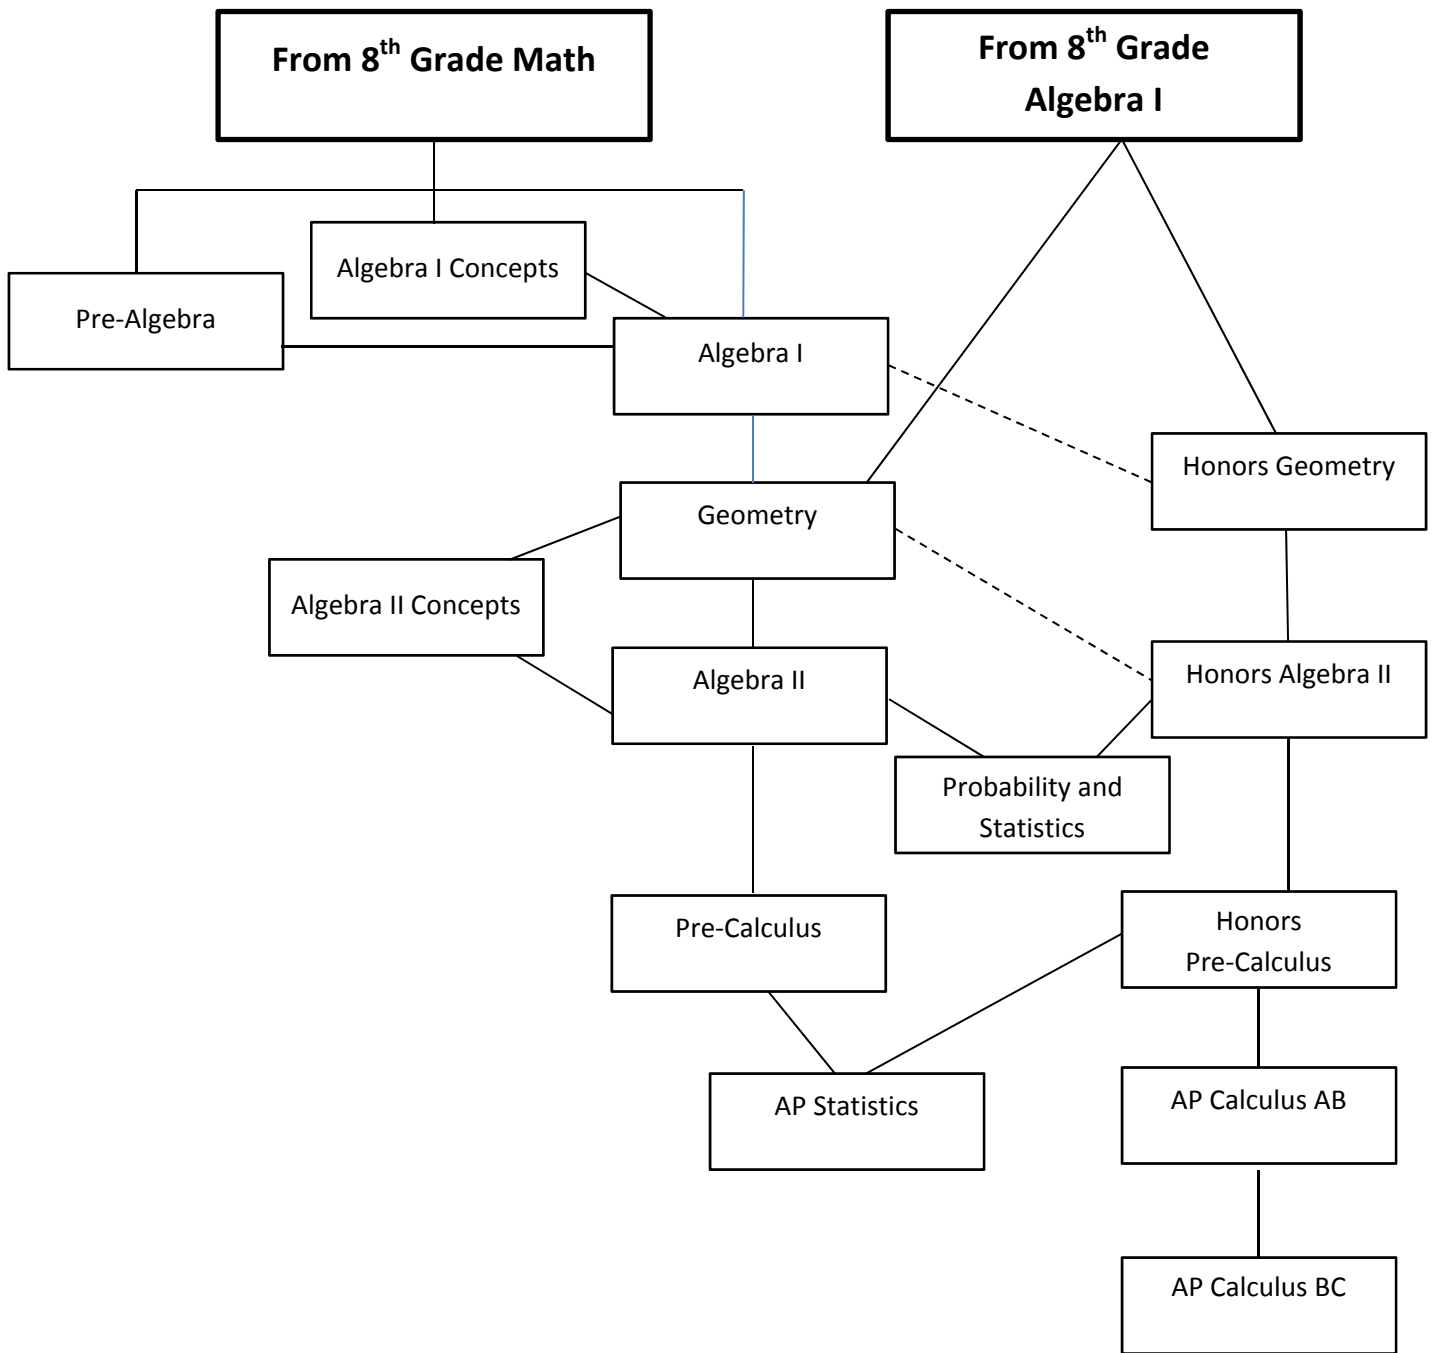 From 8th Grade Math
From 8th Grade
Algebra I
Algebra I Concepts
Pre-Algebra
Algebra I
Honors Geometry
Geometry
Algebra II Concepts
Algebra II
Honors Algebra II
Probability and
Statistics
Pre-Calculus
Honors
Pre-Calculus
AP Statistics
AP Calculus AB
AP Calculus BC